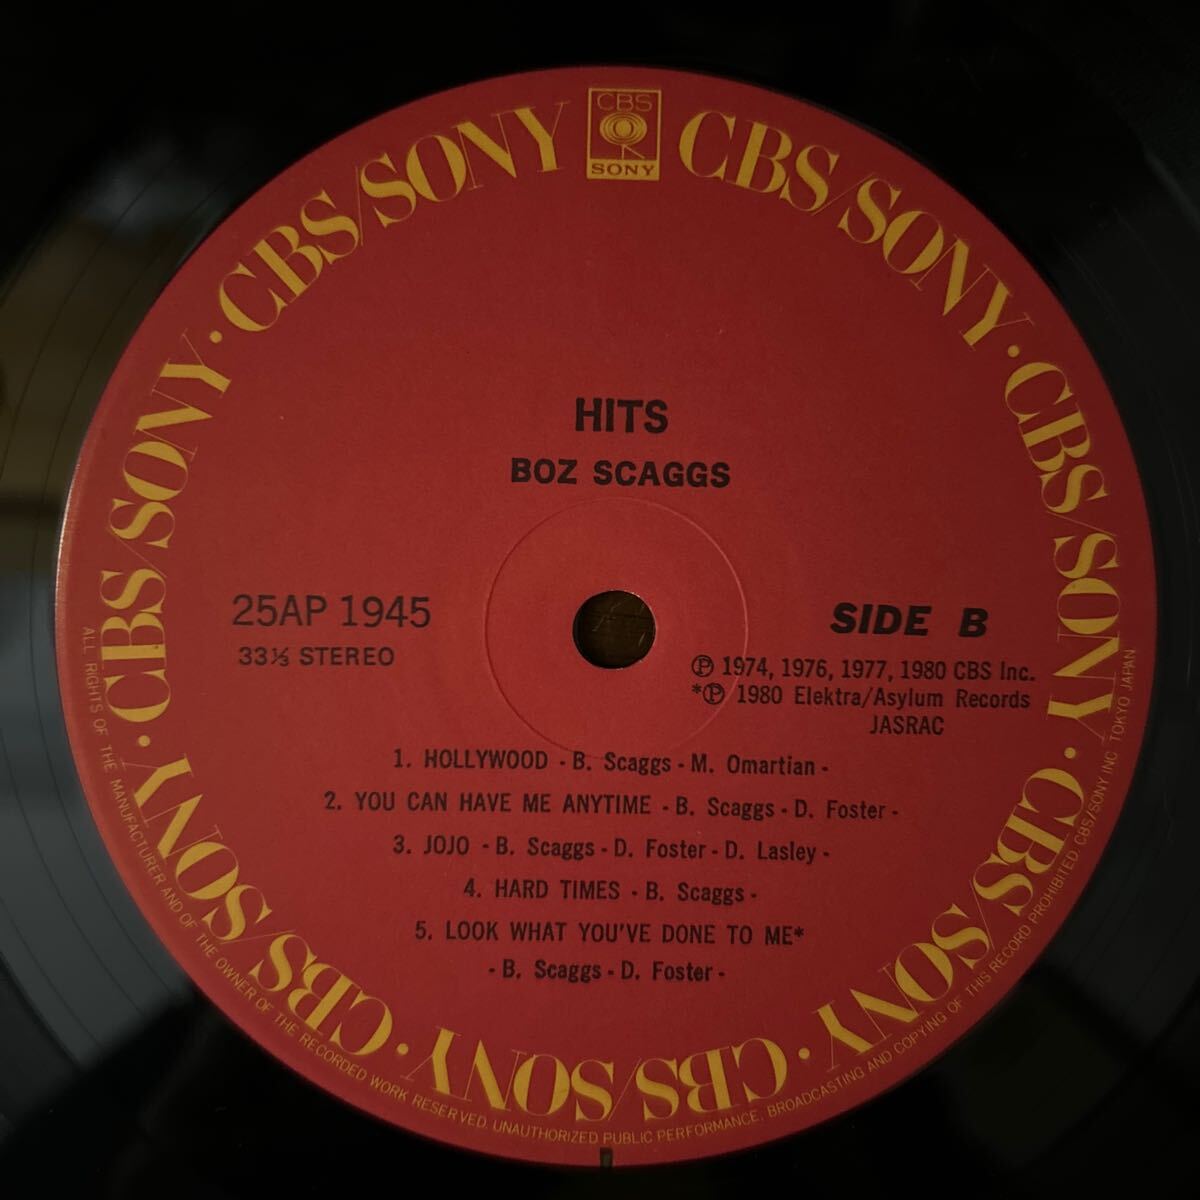 CBS
SONY
CBS/SONY · CBS/SONY · CBS/SONY · CBS/SONY · CBS/SONY · CBS/SONY · CBS/SONY · CBS/SONY
HITS
BOZ SCAGGS
25AP 1945
33⅓ STEREO
SIDE B
Ⓟ 1974, 1976, 1977, 1980 CBS Inc.
*Ⓟ 1980 Elektra/Asylum Records
JASRAC
1. HOLLYWOOD - B. Scaggs - M. Omartian -
2. YOU CAN HAVE ME ANYTIME - B. Scaggs - D. Foster -
3. JOJO - B. Scaggs - D. Foster - D. Lasley -
4. HARD TIMES - B. Scaggs -
5. LOOK WHAT YOU'VE DONE TO ME*
- B. Scaggs - D. Foster -
ALL RIGHTS OF THE MANUFACTURER AND OF THE OWNER OF THE RECORDED WORK RESERVED. UNAUTHORIZED PUBLIC PERFORMANCE, BROADCASTING AND COPYING OF THIS RECORD PROHIBITED. CBS/SONY INC. TOKYO JAPAN